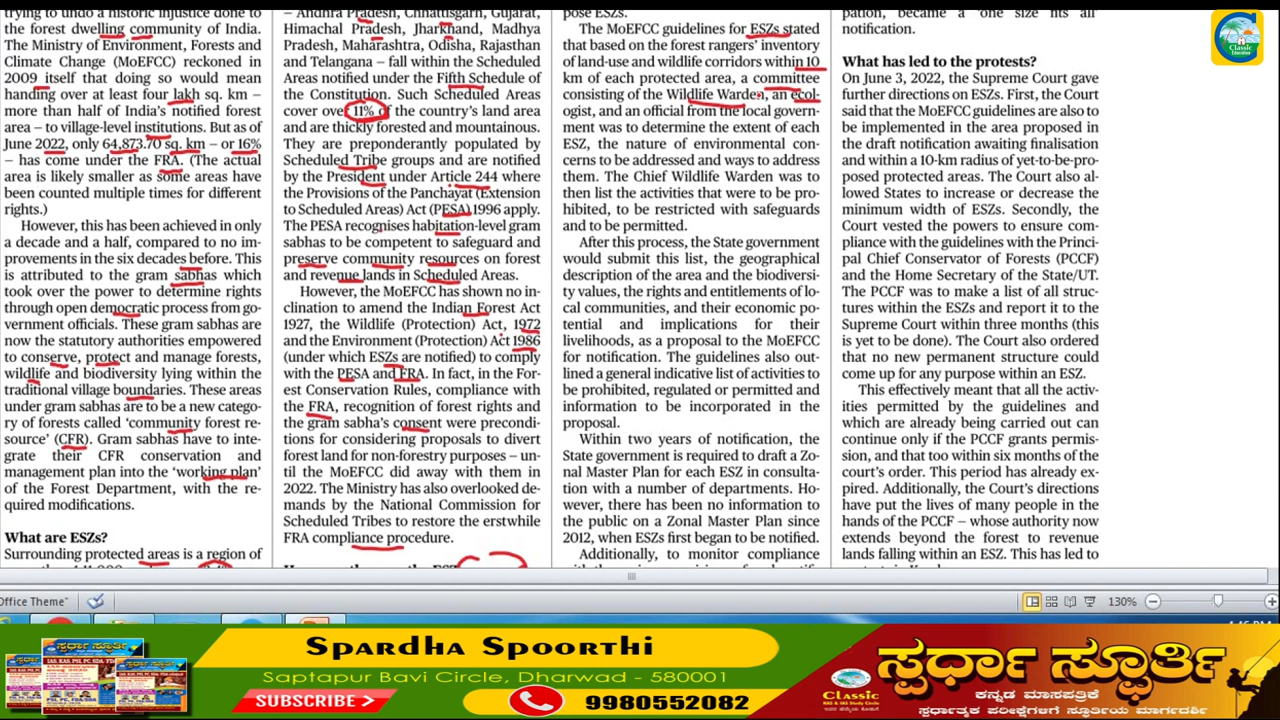 trying to undo a historic injustice done to
the forest dwelling community of India.
The Ministry of Environment, Forests and
Climate Change (MoEFCC) reckoned in
2009 itself that doing so would mean
handing over at least four lakh sq. km –
more than half of India's notified forest
area – to village-level institutions. But as of
June 2022, only 64,873.70 sq. km – or 16%
– has come under the FRA. (The actual
area is likely smaller as some areas have
been counted multiple times for different
rights.)
However, this has been achieved in only
a decade and a half, compared to no im-
provements in the six decades before. This
is attributed to the gram sabhas which
took over the power to determine rights
through open democratic process from go-
vernment officials. These gram sabhas are
now the statutory authorities empowered
to conserve, protect and manage forests,
wildlife and biodiversity lying within the
traditional village boundaries. These areas
under gram sabhas are to be a new catego-
ry of forests called 'community forest re-
source' (CFR). Gram sabhas have to inte-
grate their CFR conservation and
management plan into the 'working plan'
of the Forest Department, with the re-
quired modifications.
What are ESZs?
Surrounding protected areas is a region of
– Andhra Pradesh, Chhattisgarh, Gujarat,
Himachal Pradesh, Jharkhand, Madhya
Pradesh, Maharashtra, Odisha, Rajasthan
and Telangana – fall within the Scheduled
Areas notified under the Fifth Schedule of
the Constitution. Such Scheduled Areas
cover over 11% of the country's land area
and are thickly forested and mountainous.
They are preponderantly populated by
Scheduled Tribe groups and are notified
by the President under Article 244 where
the Provisions of the Panchayat (Extension
to Scheduled Areas) Act (PESA) 1996 apply.
The PESA recognises habitation-level gram
sabhas to be competent to safeguard and
preserve community resources on forest
and revenue lands in Scheduled Areas.
However, the MoEFCC has shown no in-
clination to amend the Indian Forest Act
1927, the Wildlife (Protection) Act, 1972
and the Environment (Protection) Act 1986
(under which ESZs are notified) to comply
with the PESA and FRA. In fact, in the For-
est Conservation Rules, compliance with
the FRA, recognition of forest rights and
the gram sabha's consent were precondi-
tions for considering proposals to divert
forest land for non-forestry purposes – un-
til the MoEFCC did away with them in
2022. The Ministry has also overlooked de-
mands by the National Commission for
Scheduled Tribes to restore the erstwhile
FRA compliance procedure.
pose ESZs.
The MoEFCC guidelines for ESZs stated
that based on the forest rangers' inventory
of land-use and wildlife corridors within 10
km of each protected area, a committee
consisting of the Wildlife Warden, an ecol-
ogist, and an official from the local govern-
ment was to determine the extent of each
ESZ, the nature of environmental con-
cerns to be addressed and ways to address
them. The Chief Wildlife Warden was to
then list the activities that were to be pro-
hibited, to be restricted with safeguards
and to be permitted.
After this process, the State government
would submit this list, the geographical
description of the area and the biodiversi-
ty values, the rights and entitlements of lo-
cal communities, and their economic po-
tential and implications for their
livelihoods, as a proposal to the MoEFCC
for notification. The guidelines also out-
lined a general indicative list of activities to
be prohibited, regulated or permitted and
information to be incorporated in the
proposal.
Within two years of notification, the
State government is required to draft a Zo-
nal Master Plan for each ESZ in consulta-
tion with a number of departments. Ho-
wever, there has been no information to
the public on a Zonal Master Plan since
2012, when ESZs first began to be notified.
Additionally, to monitor compliance
pation, became a 'one size fits all'
notification.
What has led to the protests?
On June 3, 2022, the Supreme Court gave
further directions on ESZs. First, the Court
said that the MoEFCC guidelines are also to
be implemented in the area proposed in
the draft notification awaiting finalisation
and within a 10-km radius of yet-to-be-pro-
posed protected areas. The Court also al-
lowed States to increase or decrease the
minimum width of ESZs. Secondly, the
Court vested the powers to ensure com-
pliance with the guidelines with the Princi-
pal Chief Conservator of Forests (PCCF)
and the Home Secretary of the State/UT.
The PCCF was to make a list of all struc-
tures within the ESZs and report it to the
Supreme Court within three months (this
is yet to be done). The Court also ordered
that no new permanent structure could
come up for any purpose within an ESZ.
This effectively meant that all the activ-
ities permitted by the guidelines and
which are already being carried out can
continue only if the PCCF grants permis-
sion, and that too within six months of the
court's order. This period has already ex-
pired. Additionally, the Court's directions
have put the lives of many people in the
hands of the PCCF – whose authority now
extends beyond the forest to revenue
lands falling within an ESZ. This has led to
Classic
Education
Office Theme"
130%
Spardha Spoorthi
Saptapur Bavi Circle, Dharwad - 580001
SUBSCRIBE
9980552082
ಸ್ಪರ್ಧಾ ಸ್ಫೂರ್ತಿ
Classic
KAS & IAS Study Circle
ಕನ್ನಡ ಮಾಸಪತ್ರಿಕೆ
ಸ್ಪರ್ಧಾತ್ಮಕ ಪರೀಕ್ಷೆಗಳಿಗೆ ಸ್ಫೂರ್ತಿಯ ಮಾರ್ಗದರ್ಶಿ